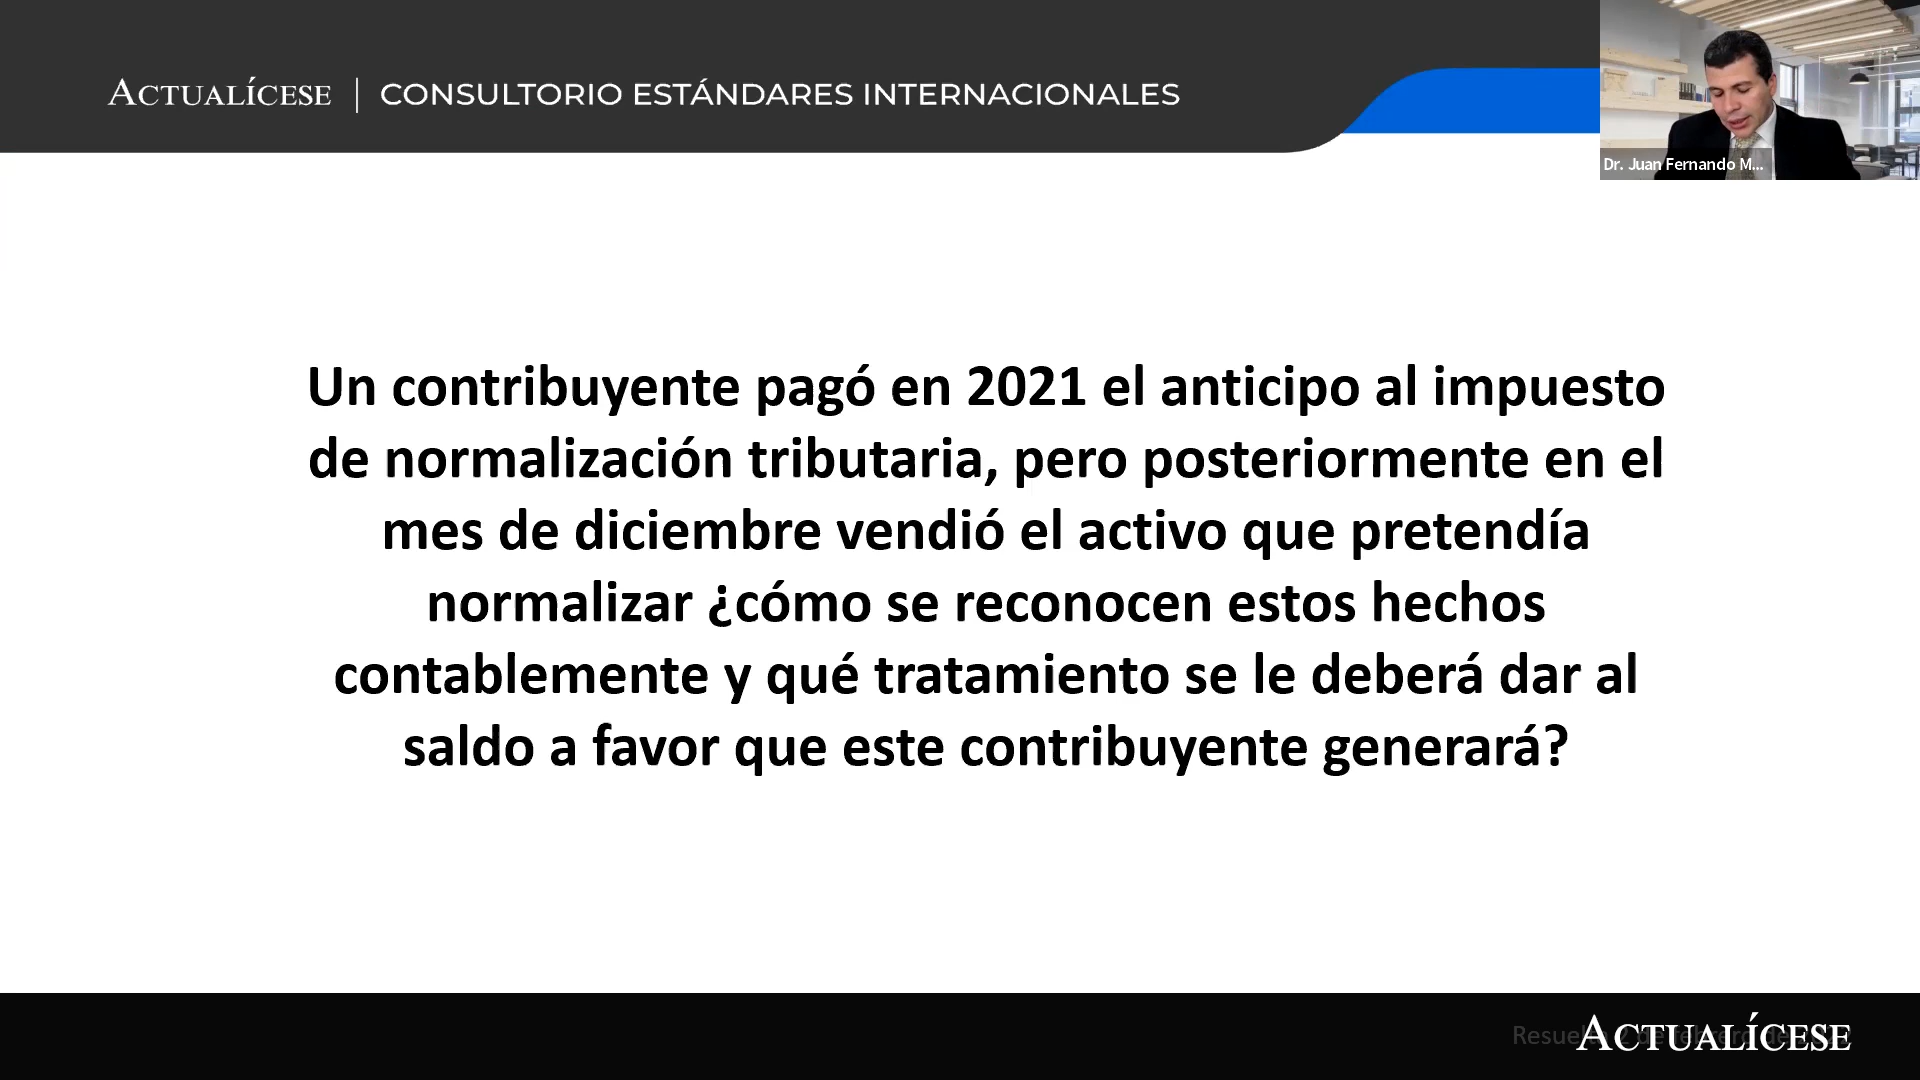 ACTUALÍCESE | CONSULTORIO ESTÁNDARES INTERNACIONALES
Dr. Juan Fernando M...
Un contribuyente pagó en 2021 el anticipo al impuesto
de normalización tributaria, pero posteriormente en el
mes de diciembre vendió el activo que pretendía
normalizar ¿cómo se reconocen estos hechos
contablemente y qué tratamiento se le deberá dar al
saldo a favor que este contribuyente generará?
ACTUALÍCESE